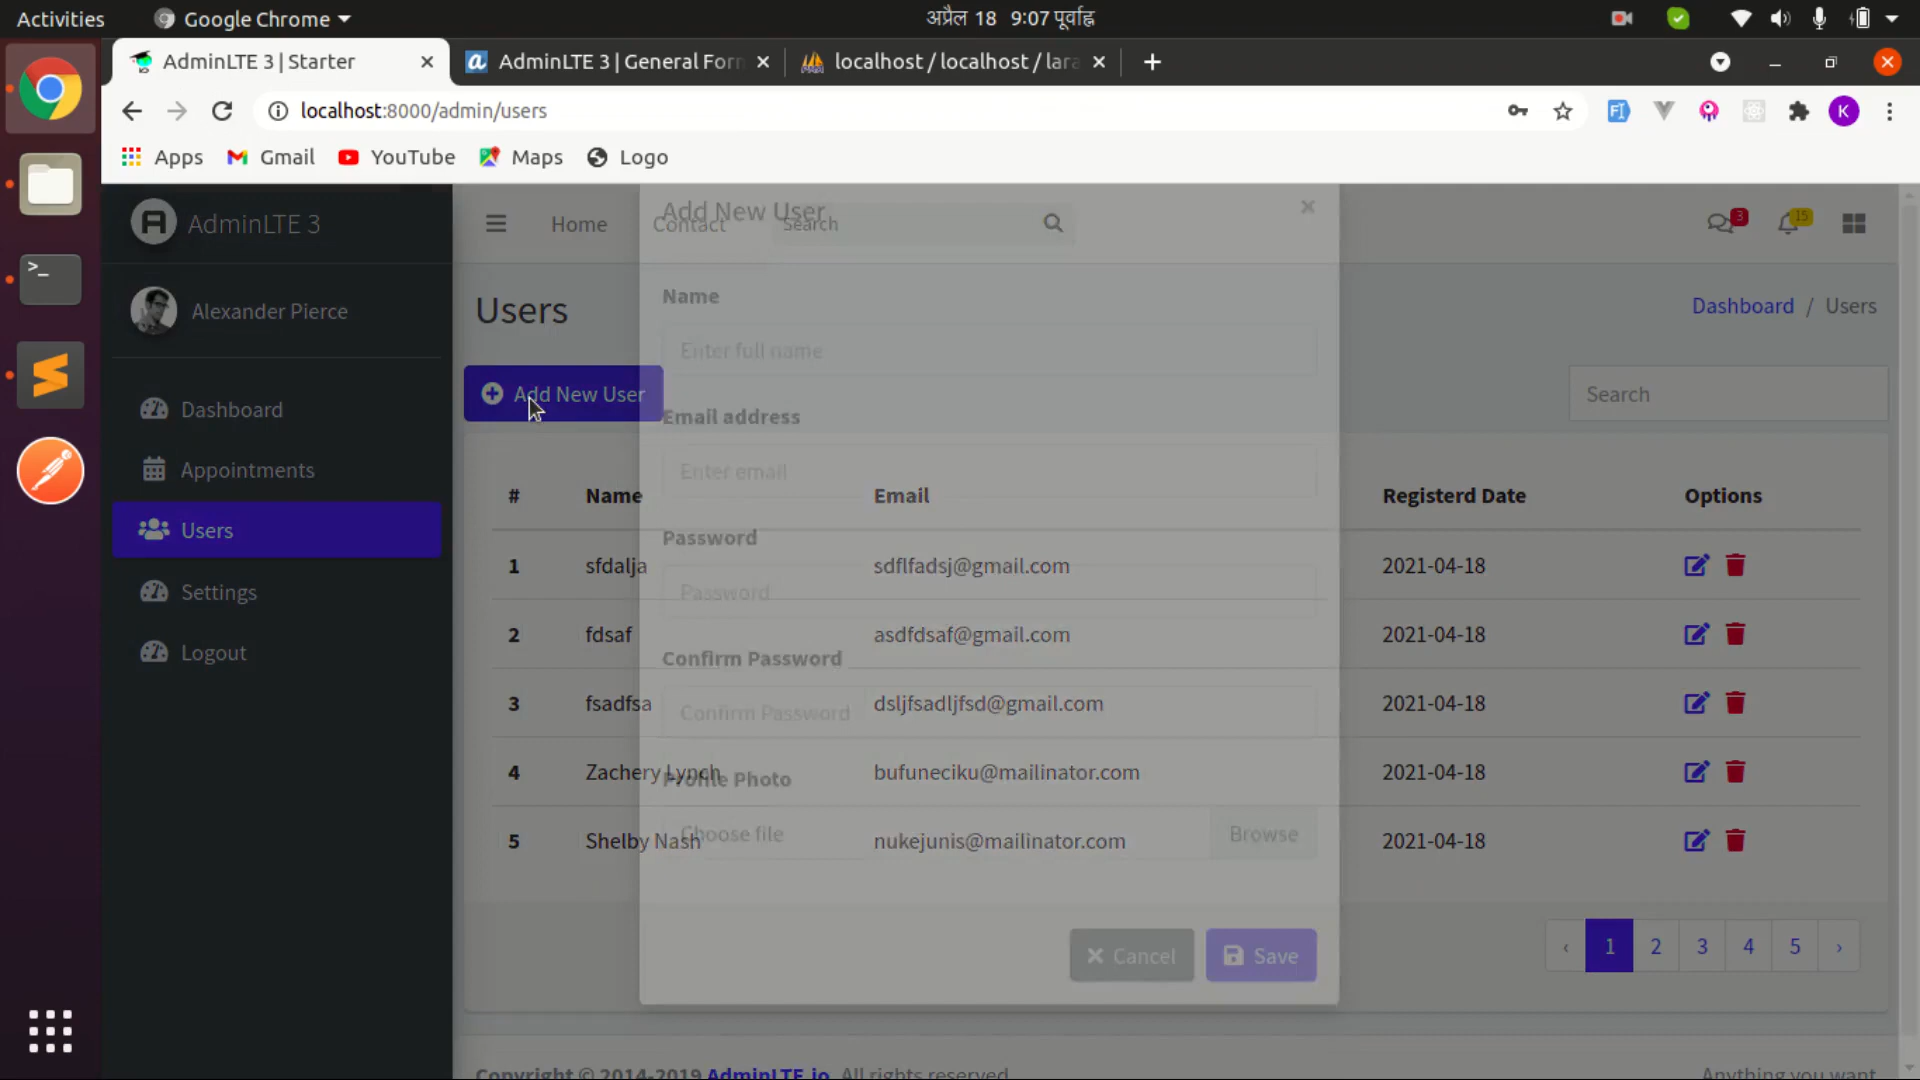 Activities Google Chrome अप्रैल 18 9:07 पूर्वाह्न
AdminLTE 3 | Starter AdminLTE 3 | General Form localhost / localhost / lara
localhost:8000/admin/users K
Apps Gmail YouTube Maps Logo
AdminLTE 3 Home Contact Search 3 15
Add New User ×
Alexander Pierce
Users Dashboard / Users
Name
Enter full name
Add New User Search
Email address
Enter email
Dashboard
Appointments
Users
Settings
Logout
# Name Email Registerd Date Options
Password
1 sfdalja sdflfadsj@gmail.com 2021-04-18
Password
2 fdsaf asdfdsaf@gmail.com 2021-04-18
Confirm Password
3 fsadfsa dsljfsadljfsd@gmail.com 2021-04-18
Confirm Password
4 Zachery Lynch bufuneciku@mailinator.com 2021-04-18
Profile Photo
Choose file Browse
5 Shelby Nash nukejunis@mailinator.com 2021-04-18
Cancel Save
‹ 1 2 3 4 5 ›
Copyright © 2014-2019 AdminLTE.io. All rights reserved. Anything you want